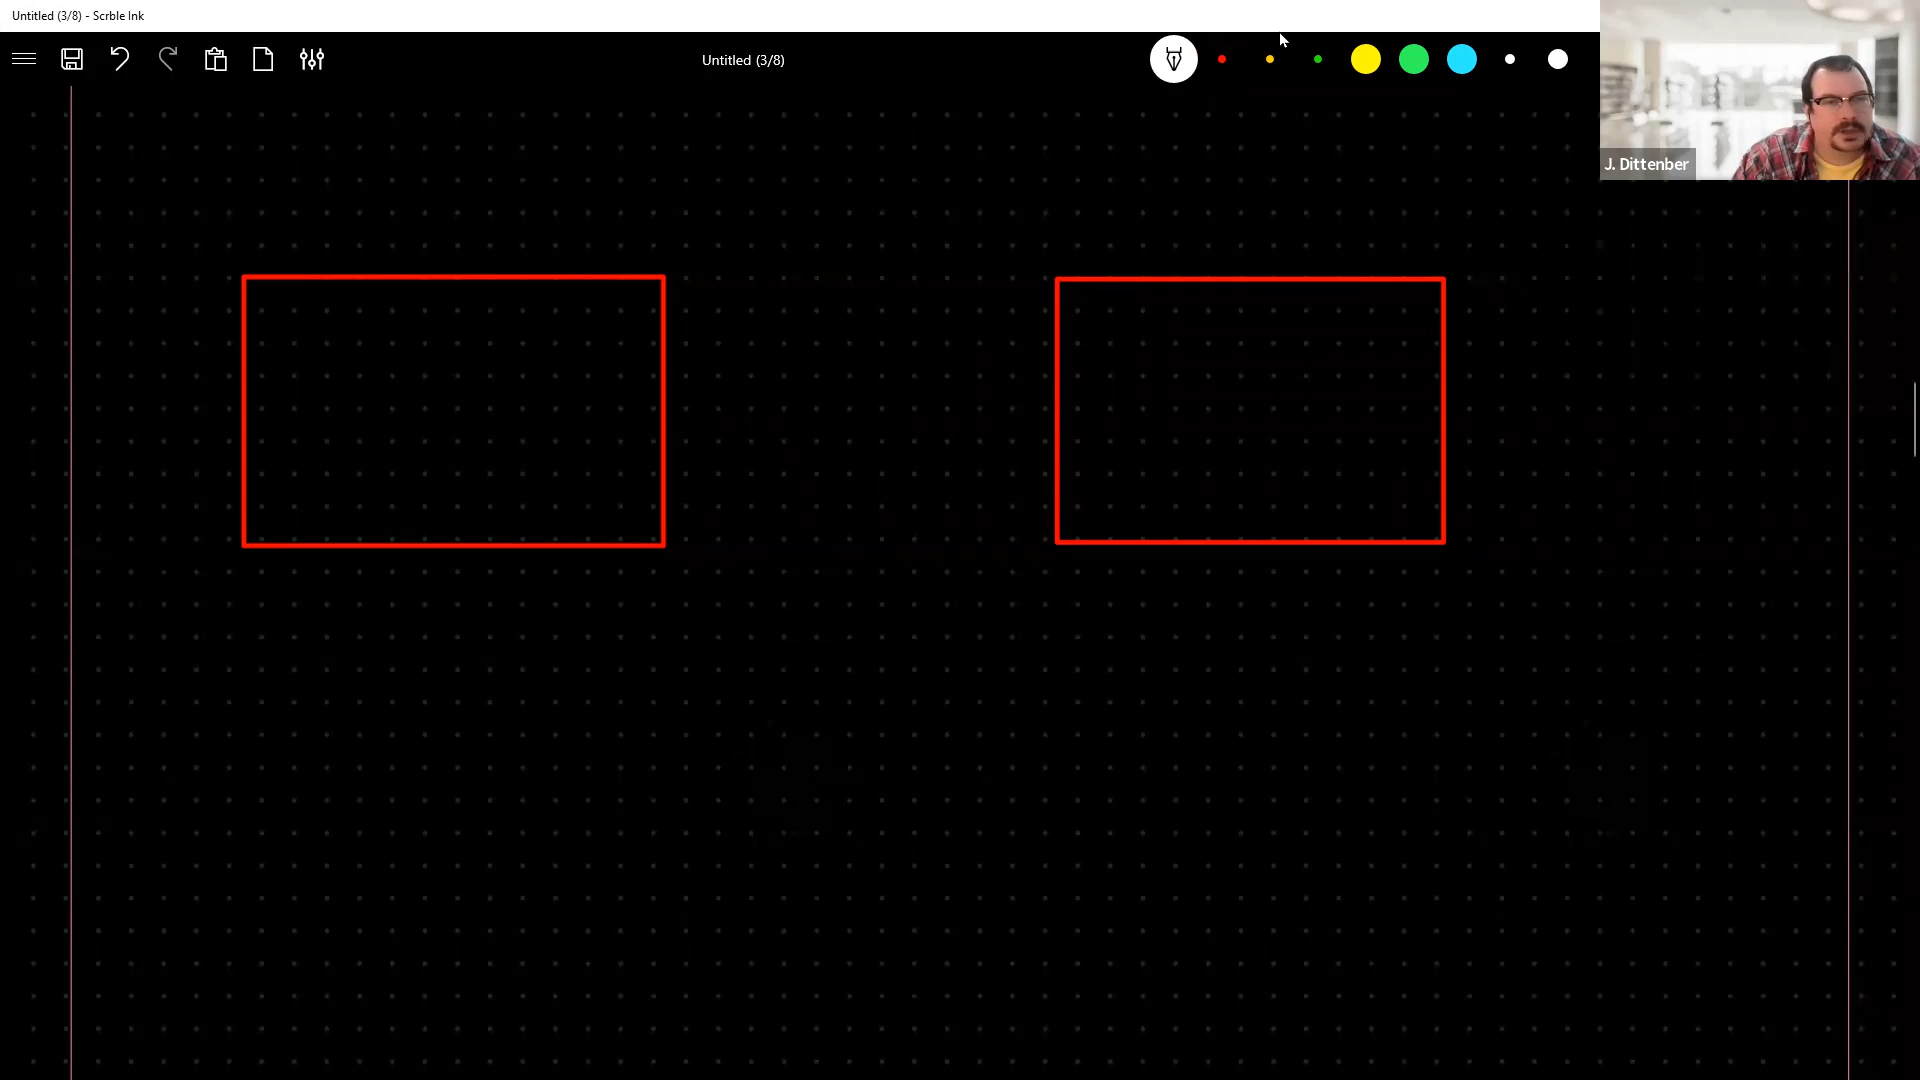 Untitled (3/8) - Scrble Ink
Untitled (3/8)
J. Dittenber